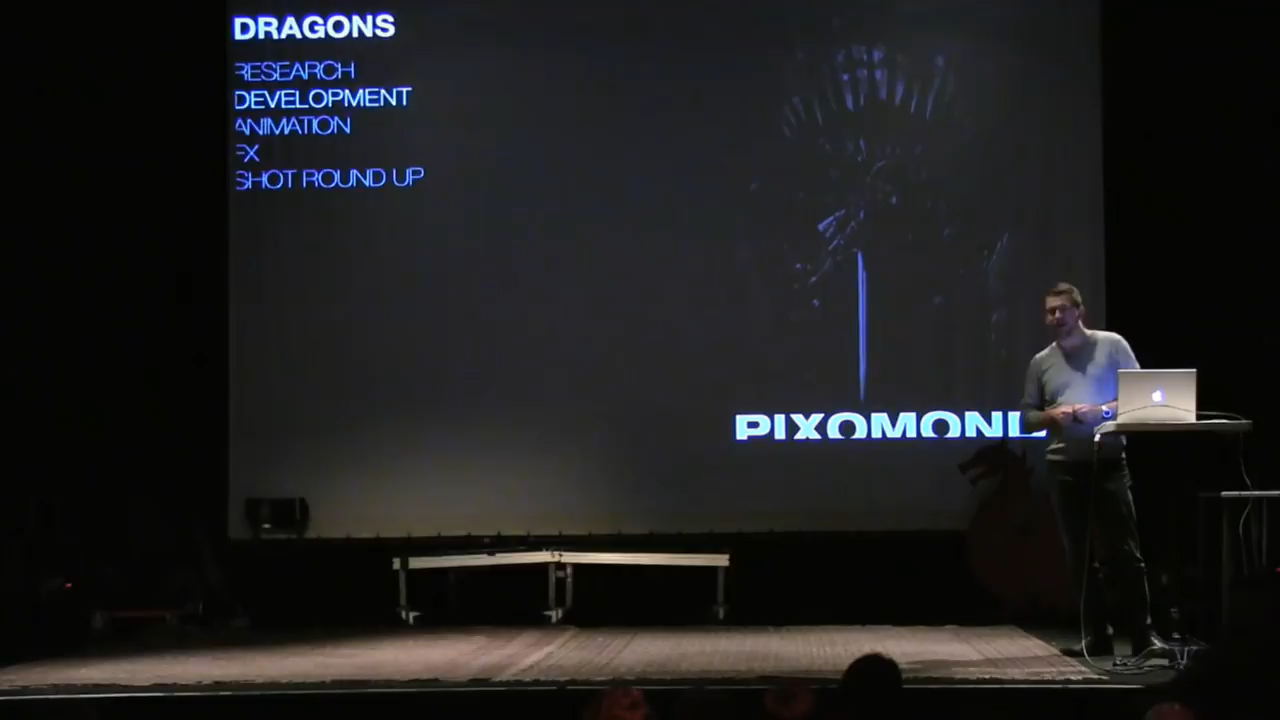 DRAGONS
RESEARCH
DEVELOPMENT
ANIMATION
FX
SHOT ROUND UP
PIXOMOND